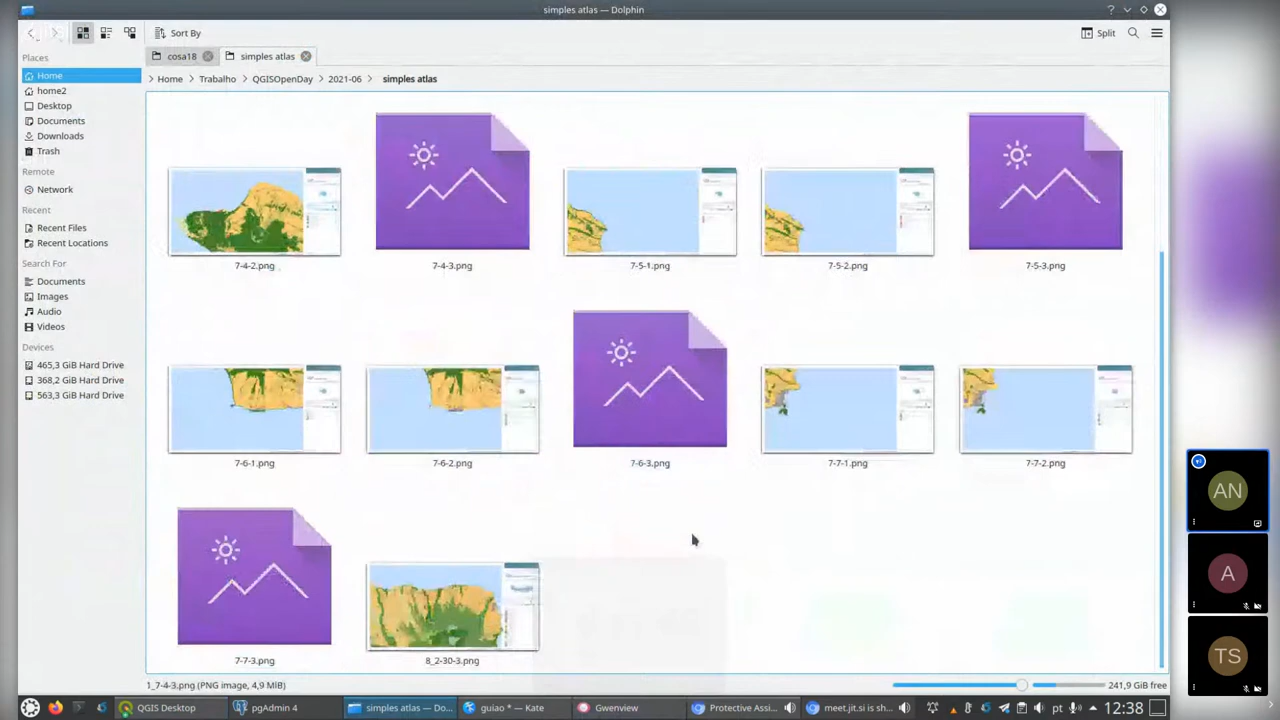 simples atlas — Dolphin
Sort By
Split
Places
cosa18
simples atlas
Home
Home
Trabalho
QGISOpenDay
2021-06
simples atlas
home2
Desktop
Documents
Downloads
Trash
Remote
Network
Recent
Recent Files
Recent Locations
Search For
Documents
Images
Audio
Videos
Devices
465,3 GiB Hard Drive
368,2 GiB Hard Drive
563,3 GiB Hard Drive
7-4-2.png
7-4-3.png
7-5-1.png
7-5-2.png
7-5-3.png
7-6-1.png
7-6-2.png
7-6-3.png
7-7-1.png
7-7-2.png
7-7-3.png
8_2-30-3.png
1_7-4-3.png (PNG image, 4,9 MiB)
241,9 GiB free
AN
A
TS
QGIS Desktop
pgAdmin 4
simples atlas — Do...
guiao * — Kate
Gwenview
Protective Assi...
meet.jit.si is sh...
pt
12:38